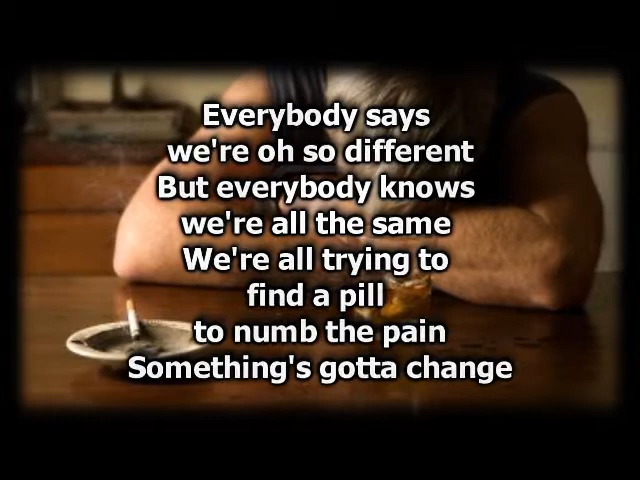 Everybody says
we're oh so different
But everybody knows
we're all the same
We're all trying to
find a pill
to numb the pain
Something's gotta change